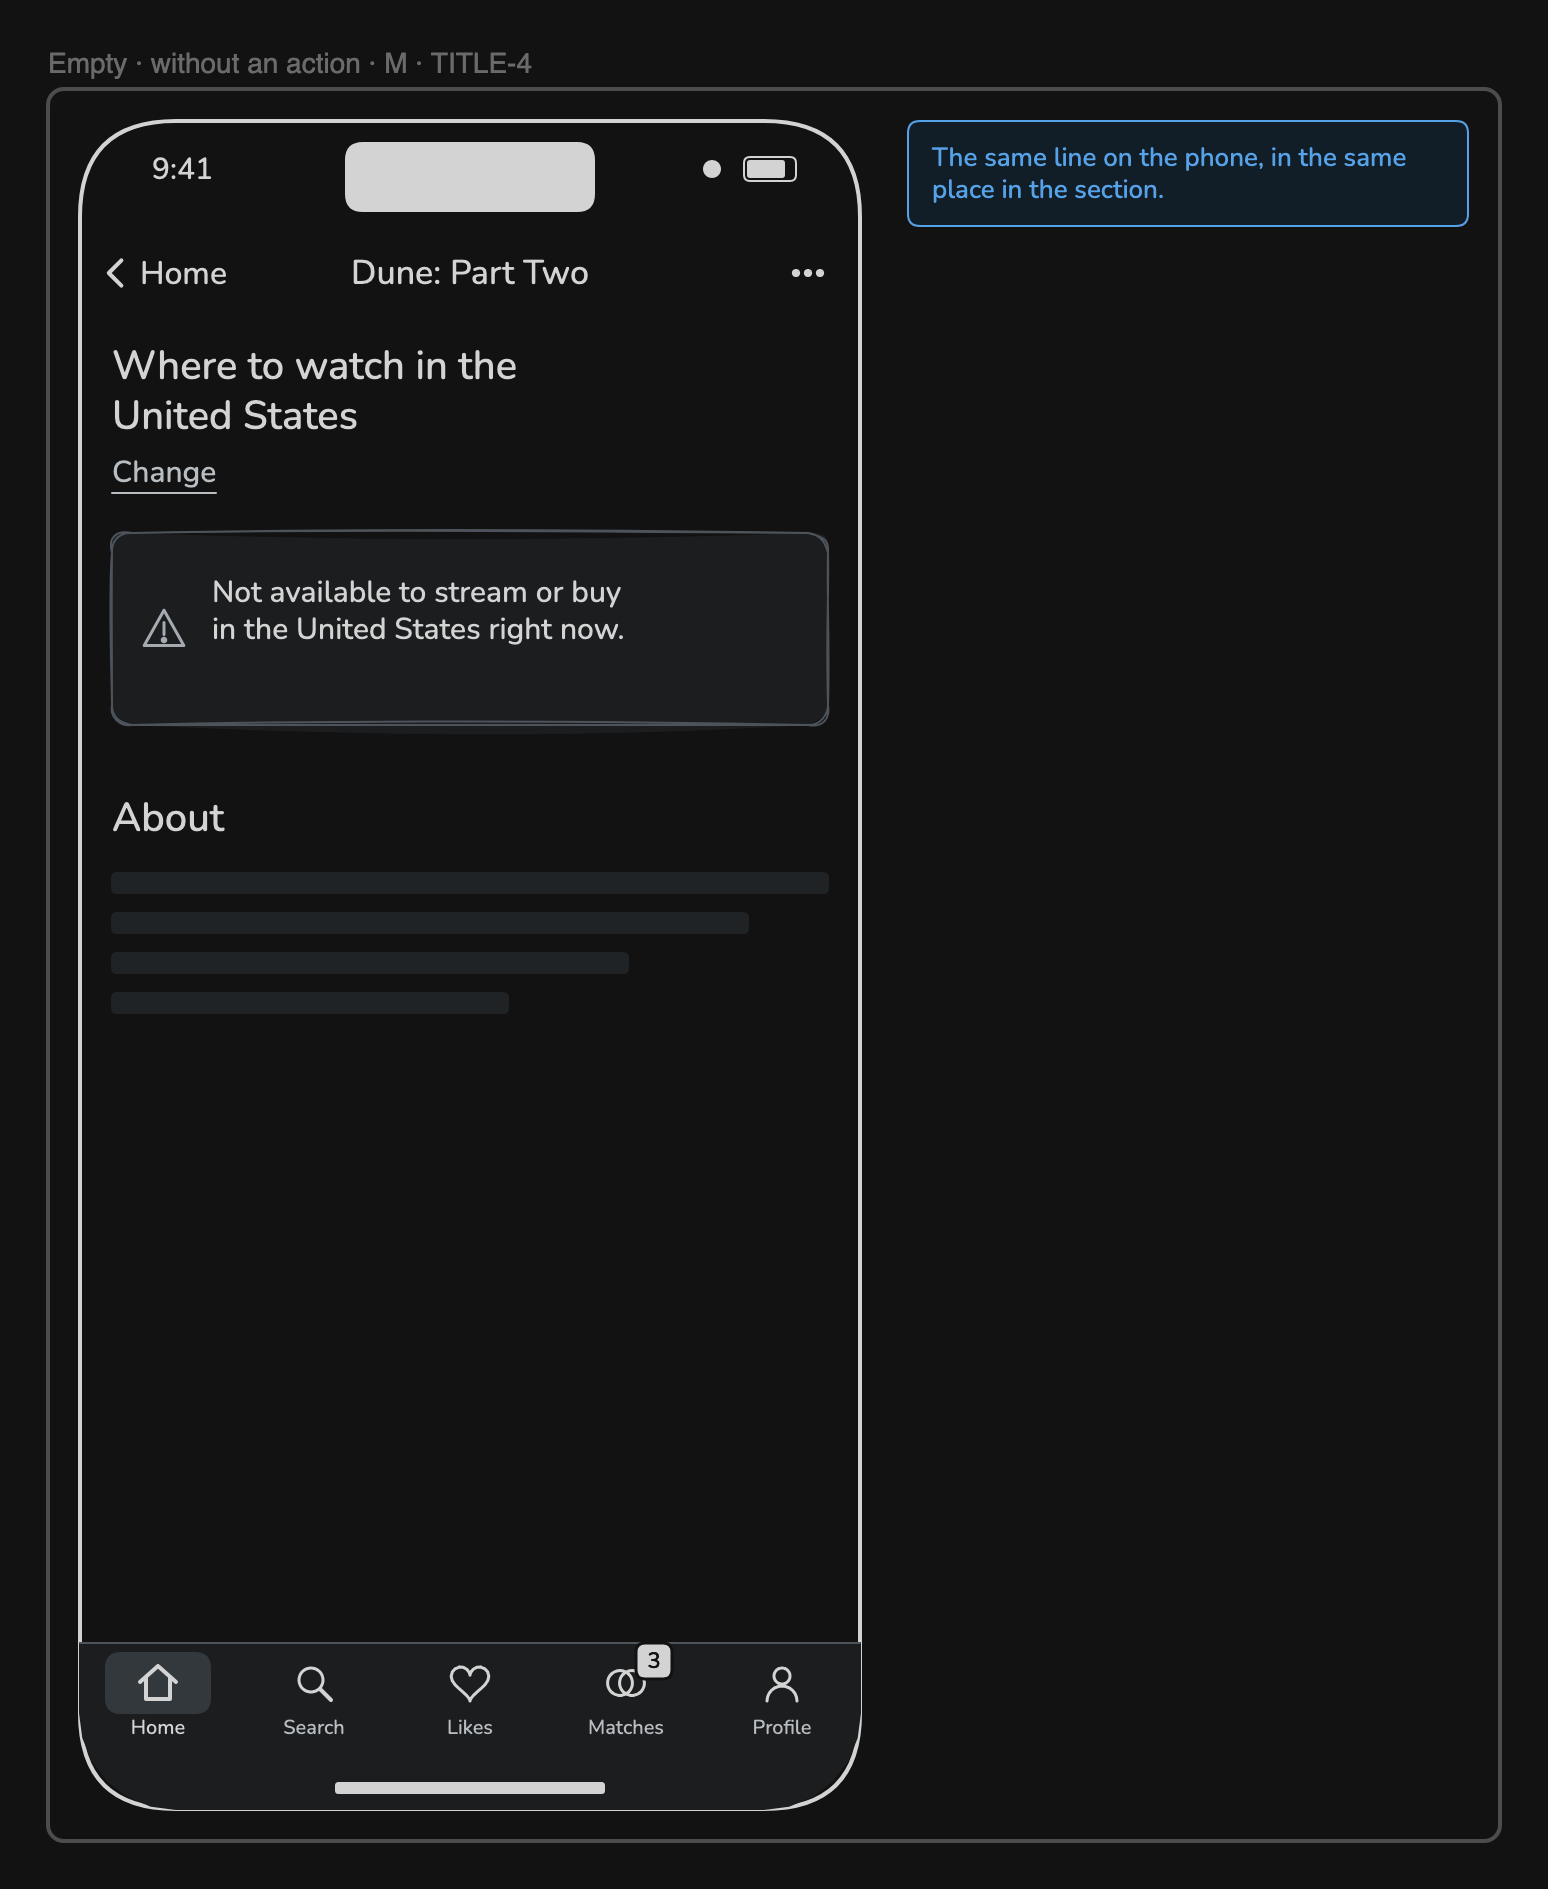 Empty · without an action · M · TITLE-4
9:41
Home
Dune: Part Two
Where to watch in the
United States
Change
Not available to stream or buy
in the United States right now.
About
3
Home
Search
Likes
Matches
Profile
The same line on the phone, in the same
place in the section.